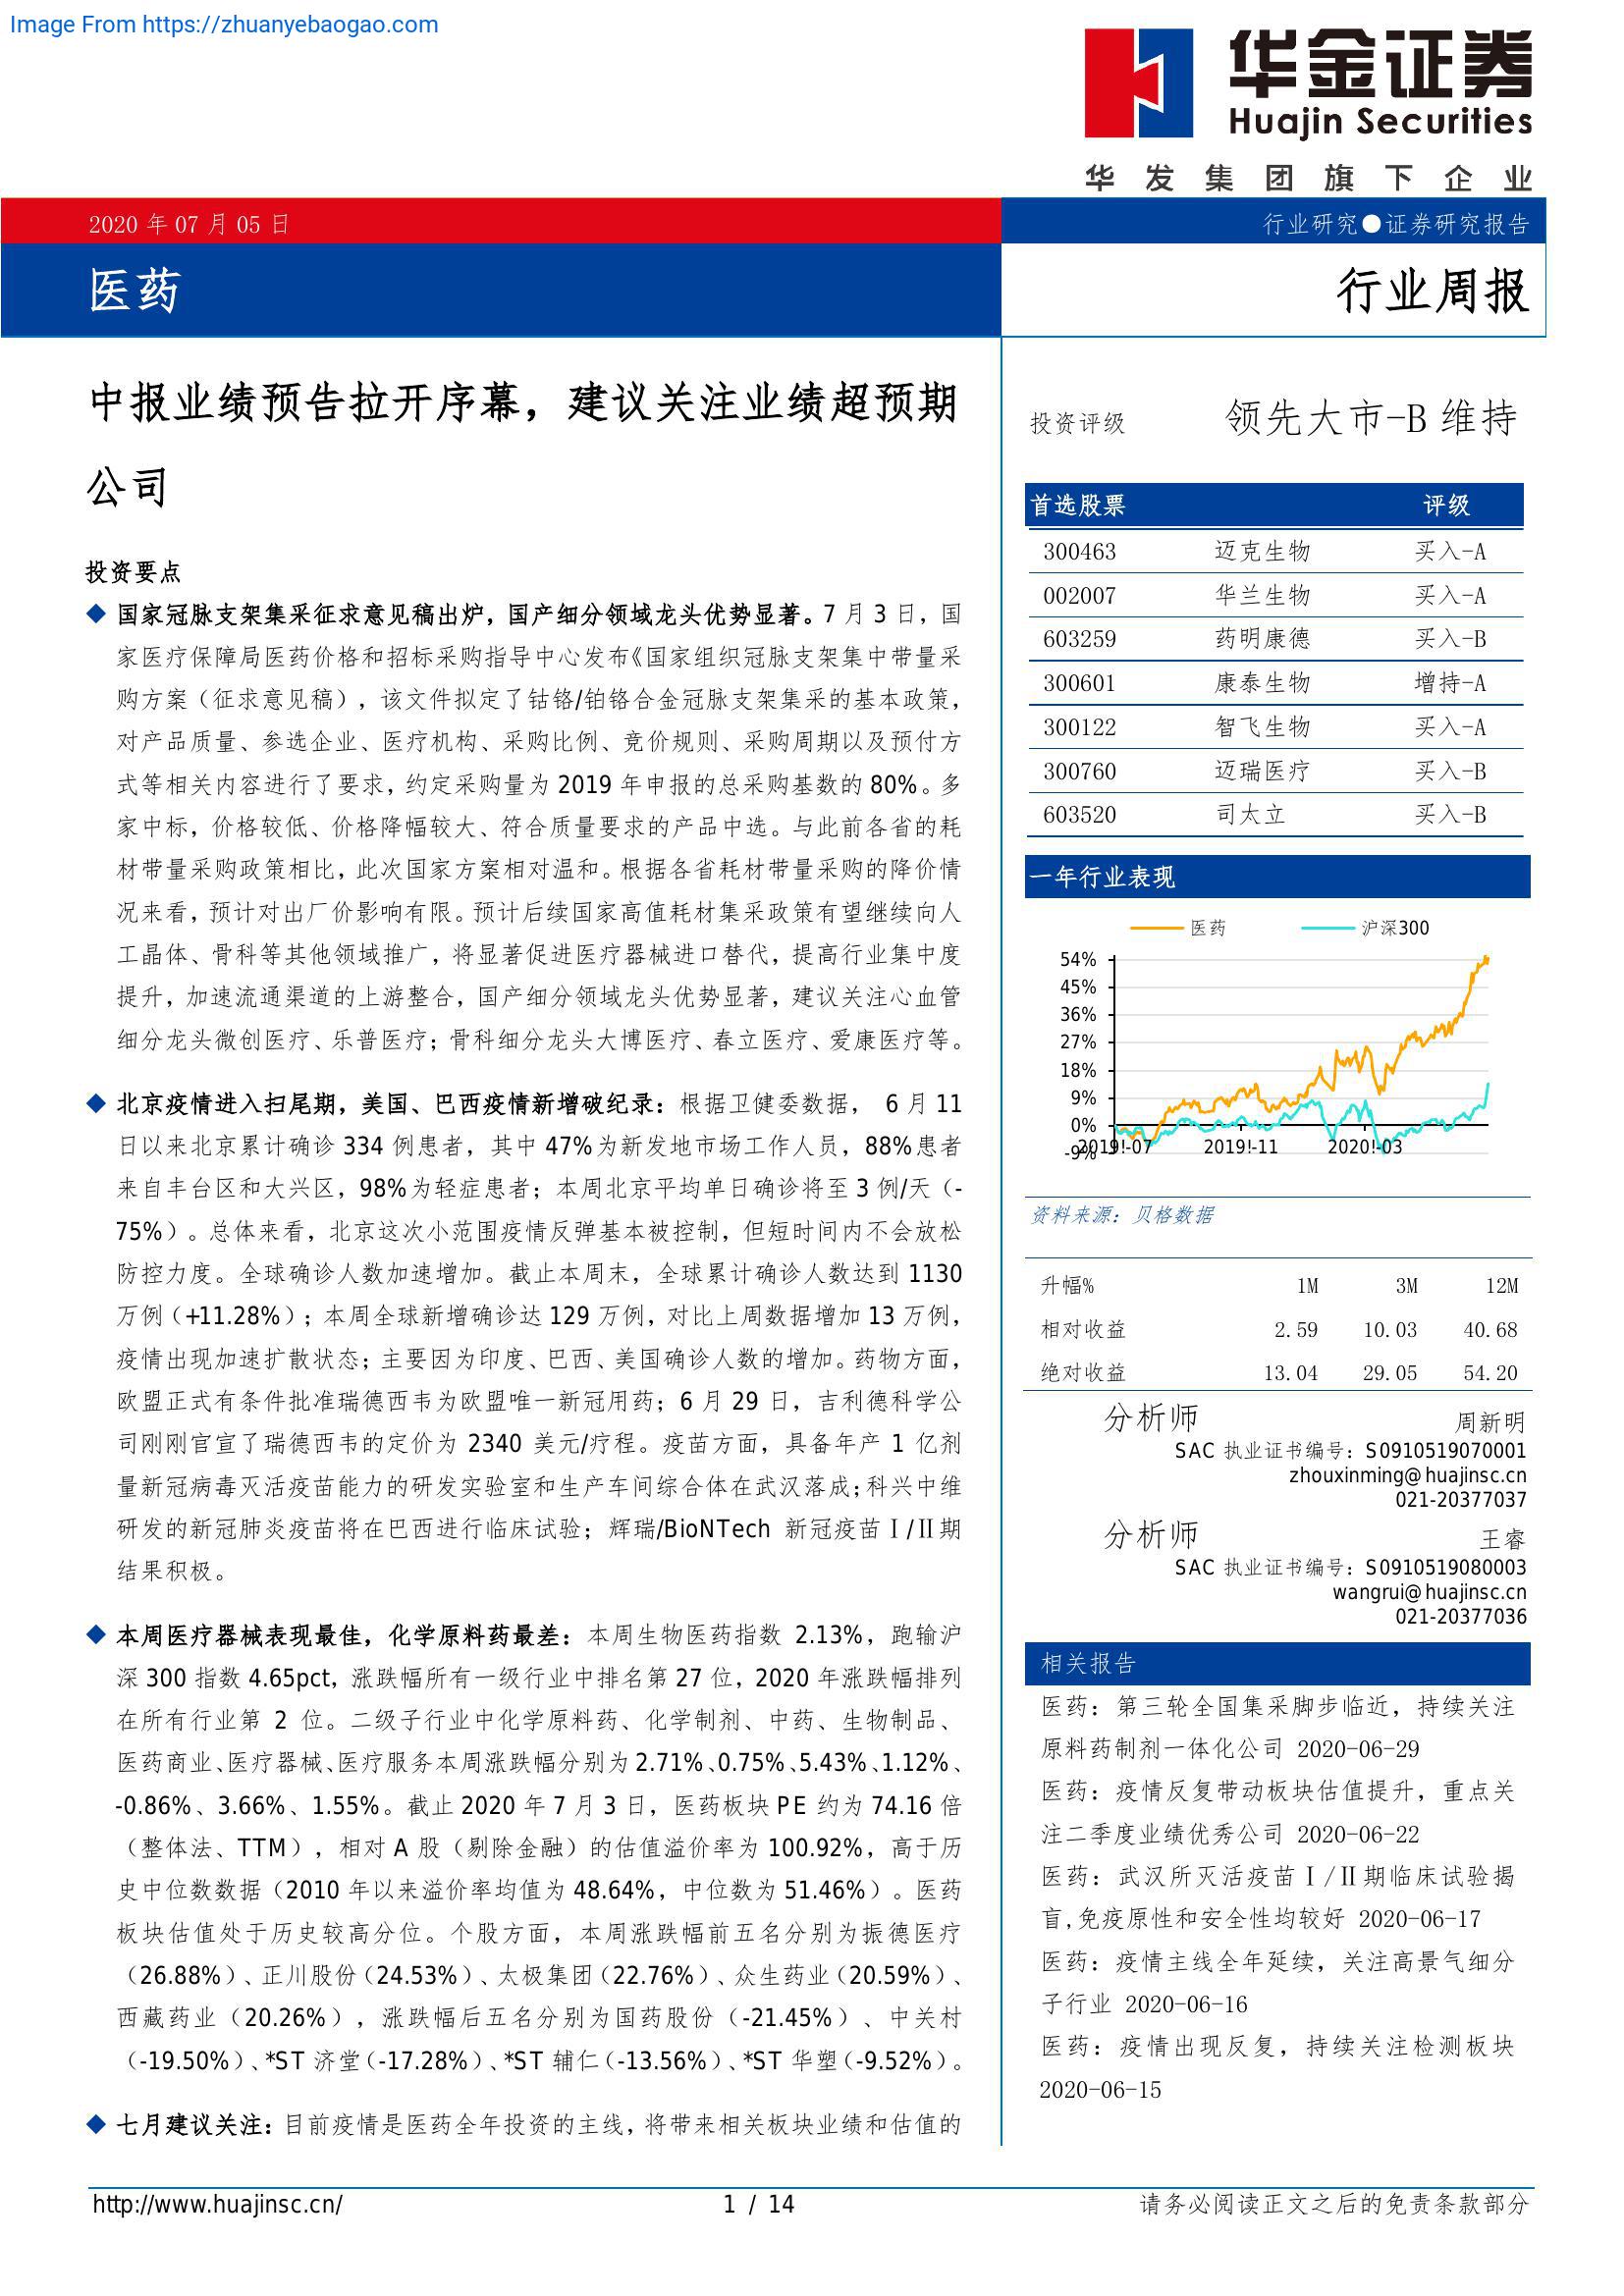 Image From https://zhuanyebaogao.com
华金证券
Huajin Securities
华发集团旗下企业
2020 年 07 月 05 日
行业研究●证券研究报告
医药
行业周报
中报业绩预告拉开序幕，建议关注业绩超预期
公司
投资要点
◆ 国家冠脉支架集采征求意见稿出炉，国产细分领域龙头优势显著。7 月 3 日，国
家医疗保障局医药价格和招标采购指导中心发布《国家组织冠脉支架集中带量采
购方案（征求意见稿），该文件拟定了钴铬/铂铬合金冠脉支架集采的基本政策，
对产品质量、参选企业、医疗机构、采购比例、竞价规则、采购周期以及预付方
式等相关内容进行了要求，约定采购量为 2019 年申报的总采购基数的 80%。多
家中标，价格较低、价格降幅较大、符合质量要求的产品中选。与此前各省的耗
材带量采购政策相比，此次国家方案相对温和。根据各省耗材带量采购的降价情
况来看，预计对出厂价影响有限。预计后续国家高值耗材集采政策有望继续向人
工晶体、骨科等其他领域推广，将显著促进医疗器械进口替代，提高行业集中度
提升，加速流通渠道的上游整合，国产细分领域龙头优势显著，建议关注心血管
细分龙头微创医疗、乐普医疗；骨科细分龙头大博医疗、春立医疗、爱康医疗等。
◆ 北京疫情进入扫尾期，美国、巴西疫情新增破纪录：根据卫健委数据， 6 月 11
日以来北京累计确诊 334 例患者，其中 47%为新发地市场工作人员，88%患者
来自丰台区和大兴区，98%为轻症患者；本周北京平均单日确诊将至 3 例/天（-
75%）。总体来看，北京这次小范围疫情反弹基本被控制，但短时间内不会放松
防控力度。全球确诊人数加速增加。截止本周末，全球累计确诊人数达到 1130
万例（+11.28%）；本周全球新增确诊达 129 万例，对比上周数据增加 13 万例，
疫情出现加速扩散状态；主要因为印度、巴西、美国确诊人数的增加。药物方面，
欧盟正式有条件批准瑞德西韦为欧盟唯一新冠用药；6 月 29 日，吉利德科学公
司刚刚官宣了瑞德西韦的定价为 2340 美元/疗程。疫苗方面，具备年产 1 亿剂
量新冠病毒灭活疫苗能力的研发实验室和生产车间综合体在武汉落成；科兴中维
研发的新冠肺炎疫苗将在巴西进行临床试验；辉瑞/BioNTech 新冠疫苗Ⅰ/Ⅱ期
结果积极。
◆ 本周医疗器械表现最佳，化学原料药最差：本周生物医药指数 2.13%，跑输沪
深 300 指数 4.65pct，涨跌幅所有一级行业中排名第 27 位，2020 年涨跌幅排列
在所有行业第 2 位。二级子行业中化学原料药、化学制剂、中药、生物制品、
医药商业、医疗器械、医疗服务本周涨跌幅分别为 2.71%、0.75%、5.43%、1.12%、
-0.86%、3.66%、1.55%。截止 2020 年 7 月 3 日，医药板块 PE 约为 74.16 倍
（整体法、TTM），相对 A 股（剔除金融）的估值溢价率为 100.92%，高于历
史中位数数据（2010 年以来溢价率均值为 48.64%，中位数为 51.46%）。医药
板块估值处于历史较高分位。个股方面，本周涨跌幅前五名分别为振德医疗
（26.88%）、正川股份（24.53%）、太极集团（22.76%）、众生药业（20.59%）、
西藏药业（20.26%），涨跌幅后五名分别为国药股份（-21.45%）、中关村
（-19.50%）、*ST 济堂（-17.28%）、*ST 辅仁（-13.56%）、*ST 华塑（-9.52%）。
◆ 七月建议关注：目前疫情是医药全年投资的主线，将带来相关板块业绩和估值的
投资评级 领先大市-B 维持
首选股票 评级
300463 迈克生物 买入-A
002007 华兰生物 买入-A
603259 药明康德 买入-B
300601 康泰生物 增持-A
300122 智飞生物 买入-A
300760 迈瑞医疗 买入-B
603520 司太立 买入-B
一年行业表现
医药 沪深300
54%
45%
36%
27%
18%
9%
0%
-9%
2019!-07 2019!-11 2020!-03
资料来源：贝格数据
升幅% 1M 3M 12M
相对收益 2.59 10.03 40.68
绝对收益 13.04 29.05 54.20
分析师 周新明
SAC 执业证书编号：S0910519070001
zhouxinming@huajinsc.cn
021-20377037
分析师 王睿
SAC 执业证书编号：S0910519080003
wangrui@huajinsc.cn
021-20377036
相关报告
医药：第三轮全国集采脚步临近，持续关注
原料药制剂一体化公司 2020-06-29
医药：疫情反复带动板块估值提升，重点关
注二季度业绩优秀公司 2020-06-22
医药：武汉所灭活疫苗Ⅰ/Ⅱ期临床试验揭
盲,免疫原性和安全性均较好 2020-06-17
医药：疫情主线全年延续，关注高景气细分
子行业 2020-06-16
医药：疫情出现反复，持续关注检测板块
2020-06-15
http://www.huajinsc.cn/ 1 / 14 请务必阅读正文之后的免责条款部分